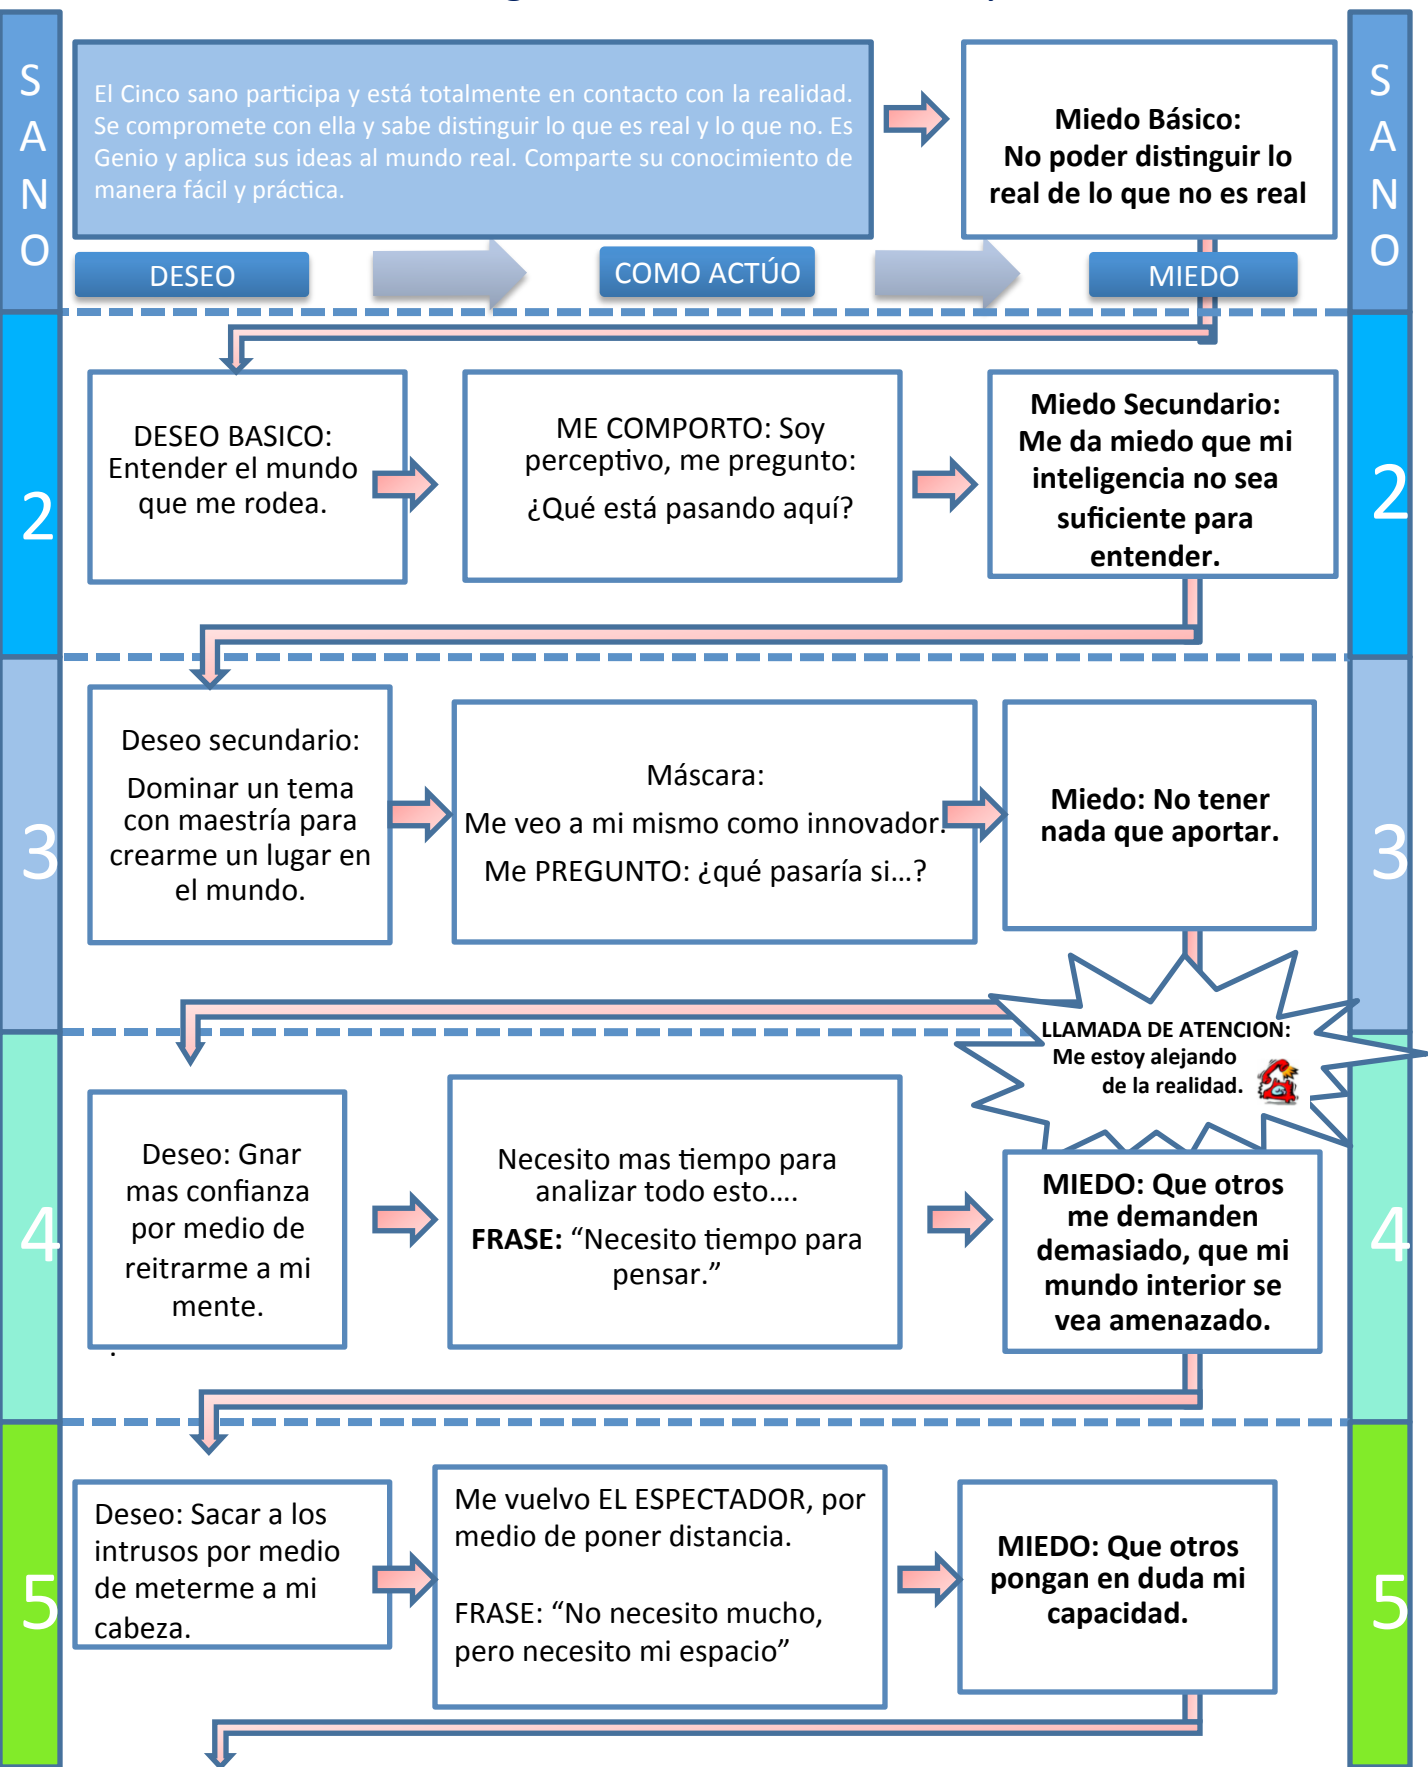 S
A
N
O
El Cinco sano participa y está totalmente en contacto con la realidad.
Se compromete con ella y sabe distinguir lo que es real y lo que no. Es
Genio y aplica sus ideas al mundo real. Comparte su conocimiento de
manera fácil y práctica.
Miedo Básico:
No poder distinguir lo
real de lo que no es real
S
A
N
O
DESEO
COMO ACTÚO
MIEDO
2
DESEO BASICO:
Entender el mundo
que me rodea.
ME COMPORTO: Soy
perceptivo, me pregunto:
¿Qué está pasando aquí?
Miedo Secundario:
Me da miedo que mi
inteligencia no sea
suficiente para
entender.
2
3
Deseo secundario:
Dominar un tema
con maestría para
crearme un lugar en
el mundo.
Máscara:
Me veo a mi mismo como innovador.
Me PREGUNTO: ¿qué pasaría si…?
Miedo: No tener
nada que aportar.
3
LLAMADA DE ATENCION:
Me estoy alejando
de la realidad.
4
Deseo: Gnar
mas confianza
por medio de
reitrarme a mi
mente.
.
Necesito mas tiempo para
analizar todo esto….
FRASE: “Necesito tiempo para
pensar.”
MIEDO: Que otros
me demanden
demasiado, que mi
mundo interior se
vea amenazado.
4
5
Deseo: Sacar a los
intrusos por medio
de meterme a mi
cabeza.
Me vuelvo EL ESPECTADOR, por
medio de poner distancia.
FRASE: “No necesito mucho,
pero necesito mi espacio”
MIEDO: Que otros
pongan en duda mi
capacidad.
5